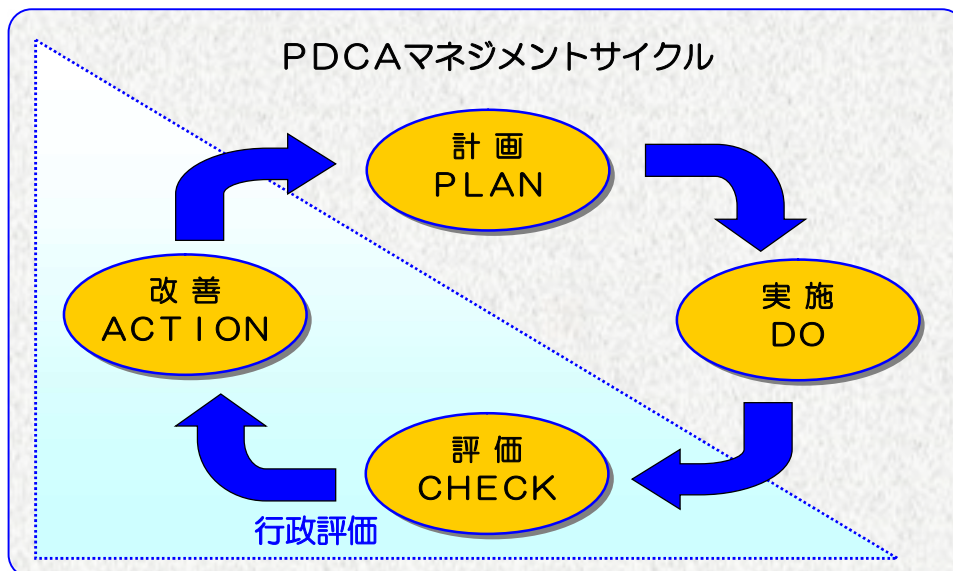 PDCAマネジメントサイクル
計画
PLAN
改善
ACTION
実施
DO
評価
CHECK
行政評価